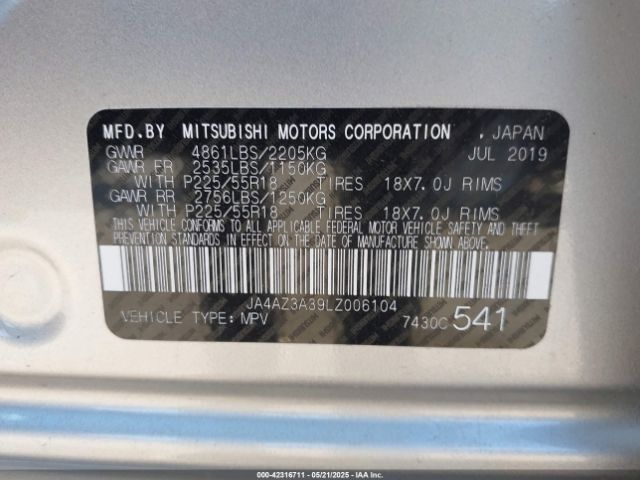 MFD.BY MITSUBISHI MOTORS CORPORATION , JAPAN
GWVR 4861LBS/2205KG JUL 2019
GAWR FR 2535LBS/1150KG
WITH P225/55R18 TIRES 18X7.0J RIMS
GAWR RR 2756LBS/1250KG
WITH P225/55R18 TIRES 18X7.0J RIMS
THIS VEHICLE CONFORMS TO ALL APPLICABLE FEDERAL MOTOR VEHICLE SAFETY AND THEFT
PREVENTION STANDARDS IN EFFECT ON THE DATE OF MANUFACTURE SHOWN ABOVE.
JA4AZ3A39LZ006104
VEHICLE TYPE: MPV 7430C 541
IAA-42316711 — 05/21/2025 — IAA Inc.